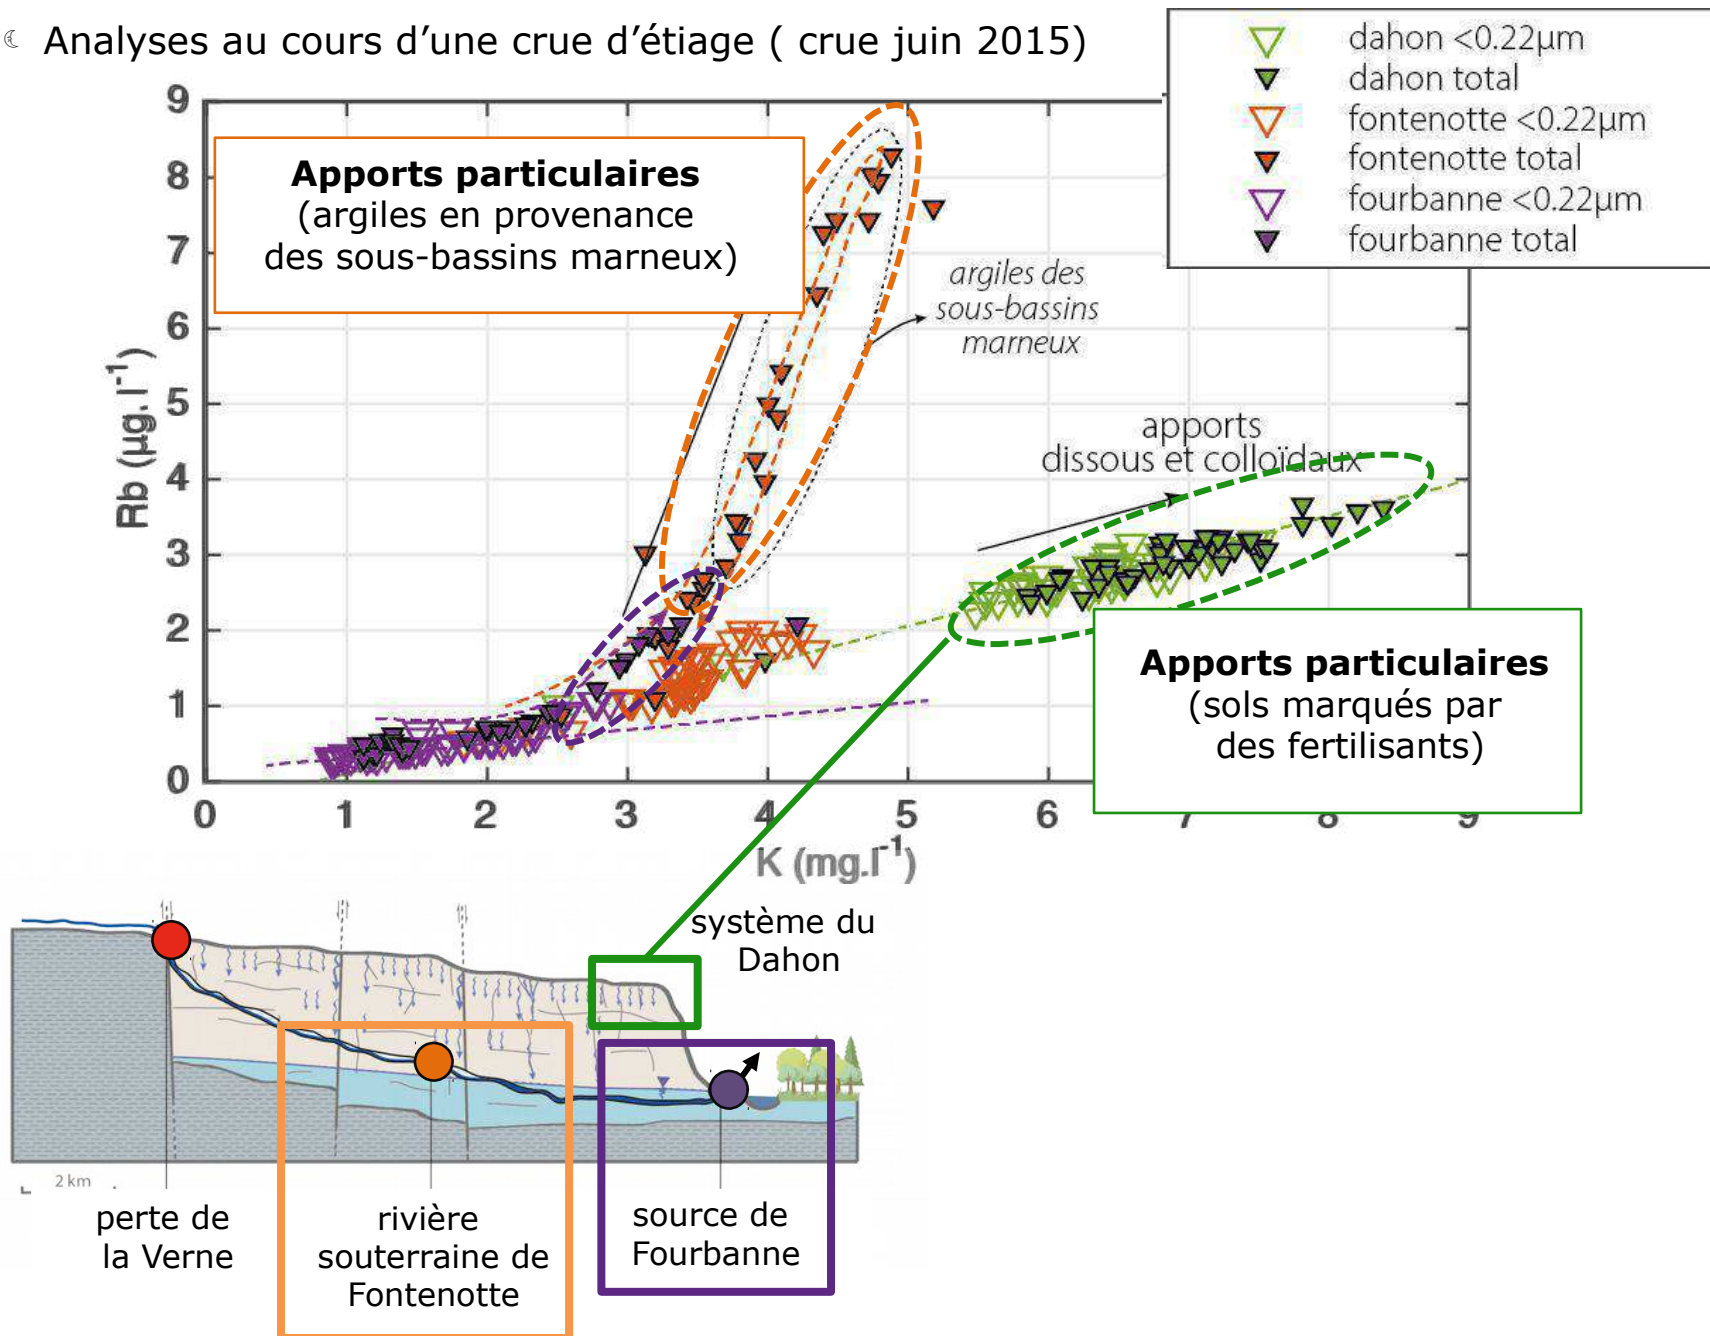 Analyses au cours d’une crue d’étiage ( crue juin 2015)
dahon <0.22µm
dahon total
fontenotte <0.22µm
fontenotte total
fourbanne <0.22µm
fourbanne total
Apports particulaires
(argiles en provenance
des sous-bassins marneux)
argiles des
sous-bassins
marneux
apports
dissous et colloïdaux
Apports particulaires
(sols marqués par
des fertilisants)
Rb (µg.l⁻¹)
9
8
7
6
5
4
3
2
1
0
0 1 2 3 4 5 6 7 8 9
K (mg.l⁻¹)
système du
Dahon
2 km
perte de
la Verne
rivière
souterraine de
Fontenotte
source de
Fourbanne